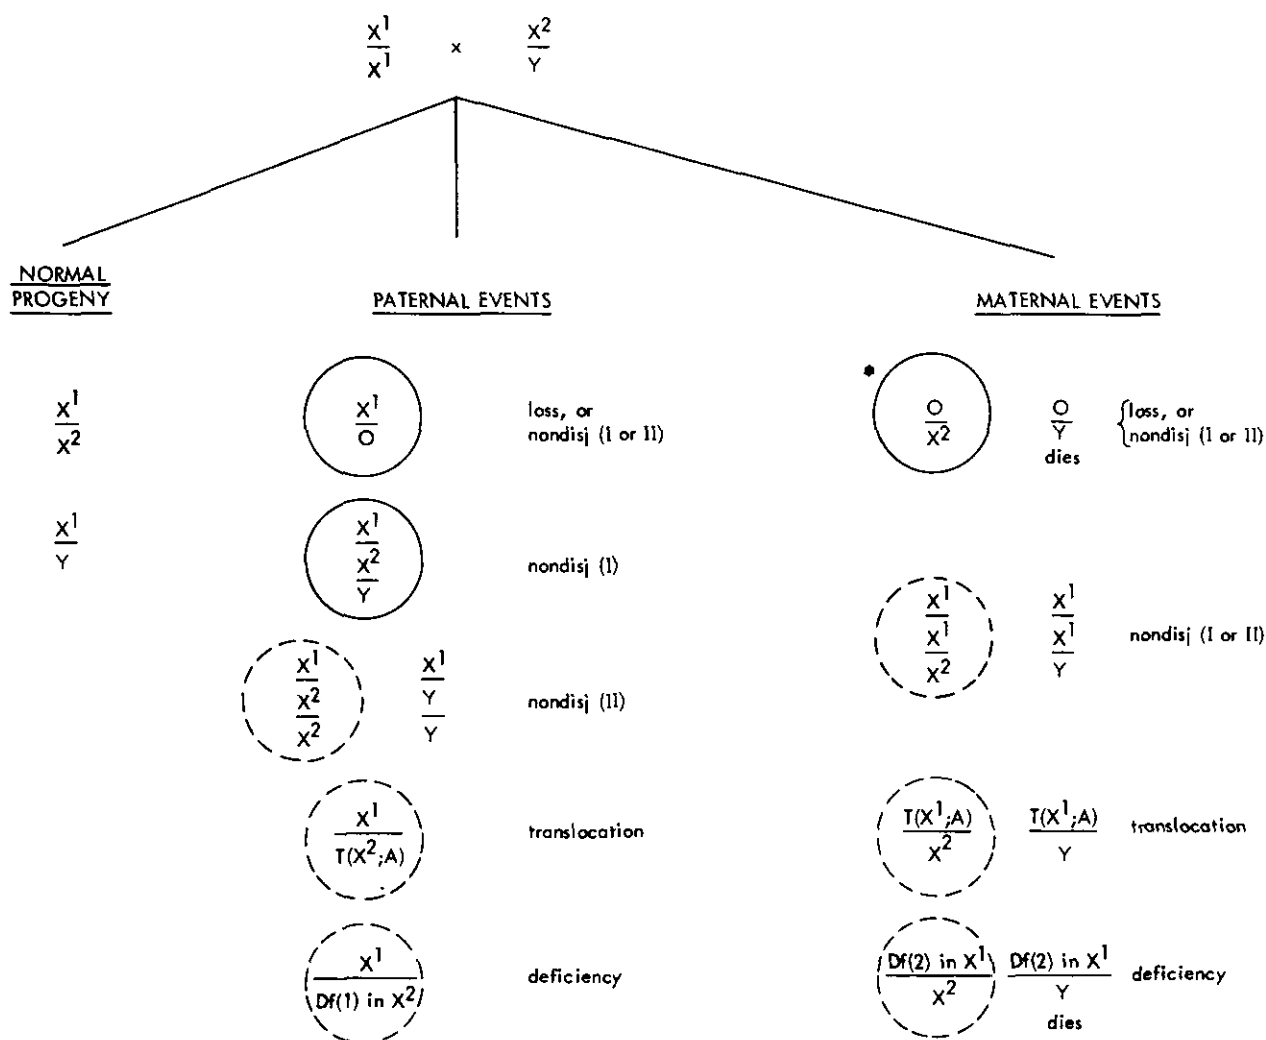 X¹ x X²
X¹ Y
NORMAL
PROGENY
PATERNAL EVENTS
MATERNAL EVENTS
X¹
X²
X¹
Y
X¹
O
loss, or
nondisj (I or II)
X¹
X²
Y
nondisj (I)
X¹
X²
X²
X¹
Y
Y
nondisj (II)
X¹
T(X²;A)
translocation
X¹
Df(1) in X²
deficiency
*
O
X²
O
Y
dies
{loss, or
nondisj (I or II)
X¹
X¹
X²
X¹
X¹
Y
nondisj (I or II)
T(X¹;A)
X²
T(X¹;A)
Y
translocation
Df(2) in X¹
X²
Df(2) in X¹
Y
dies
deficiency